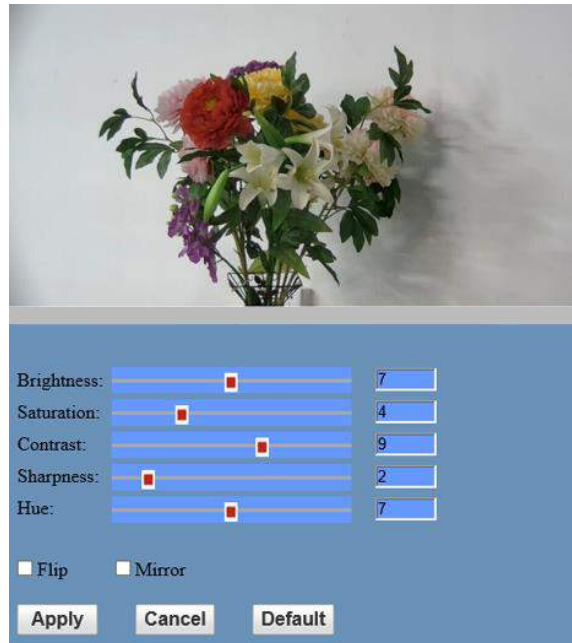 Brightness: 7
Saturation: 4
Contrast: 9
Sharpness: 2
Hue: 7
Flip Mirror
Apply Cancel Default